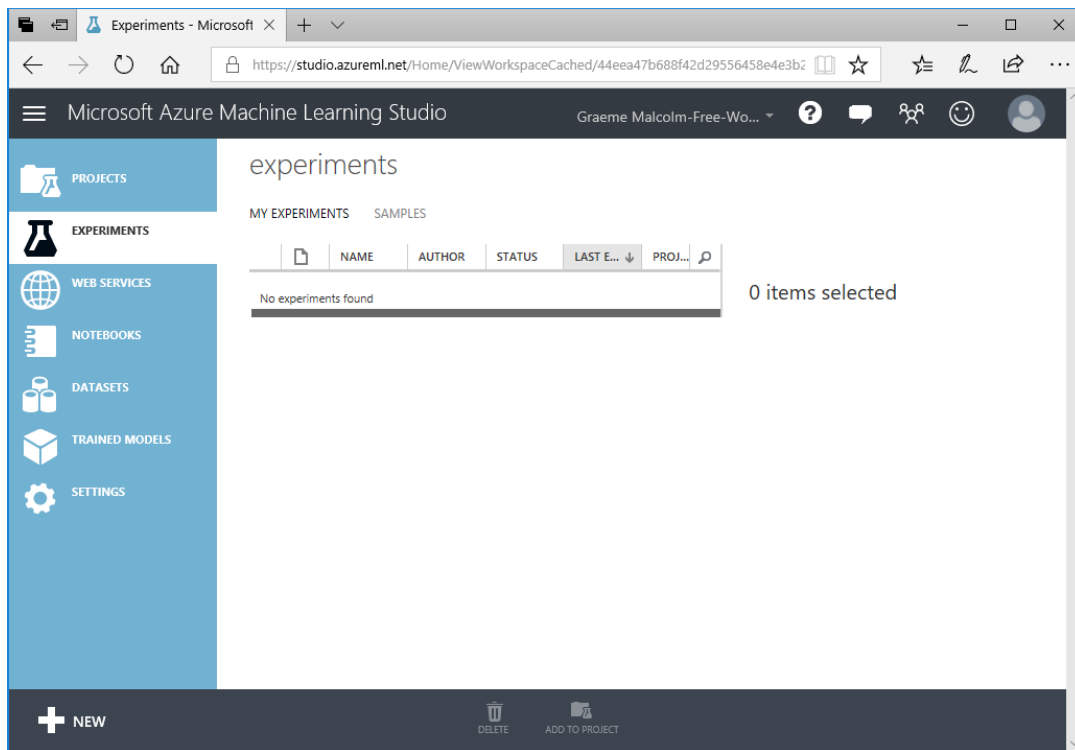 Experiments - Microsoft
https://studio.azureml.net/Home/ViewWorkspaceCached/44eea47b688f42d29556458e4e3b2
Microsoft Azure Machine Learning Studio
Graeme Malcolm-Free-Wo...
PROJECTS
EXPERIMENTS
WEB SERVICES
NOTEBOOKS
DATASETS
TRAINED MODELS
SETTINGS
experiments
MY EXPERIMENTS SAMPLES
NAME AUTHOR STATUS LAST E... PROJ...
No experiments found
0 items selected
NEW
DELETE
ADD TO PROJECT